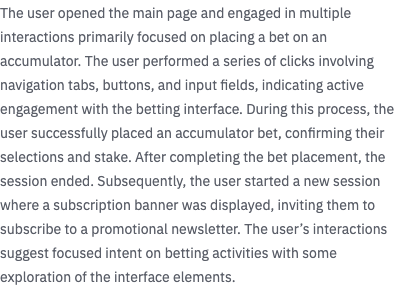 The user opened the main page and engaged in multiple
interactions primarily focused on placing a bet on an
accumulator. The user performed a series of clicks involving
navigation tabs, buttons, and input fields, indicating active
engagement with the betting interface. During this process, the
user successfully placed an accumulator bet, confirming their
selections and stake. After completing the bet placement, the
session ended. Subsequently, the user started a new session
where a subscription banner was displayed, inviting them to
subscribe to a promotional newsletter. The user’s interactions
suggest focused intent on betting activities with some
exploration of the interface elements.